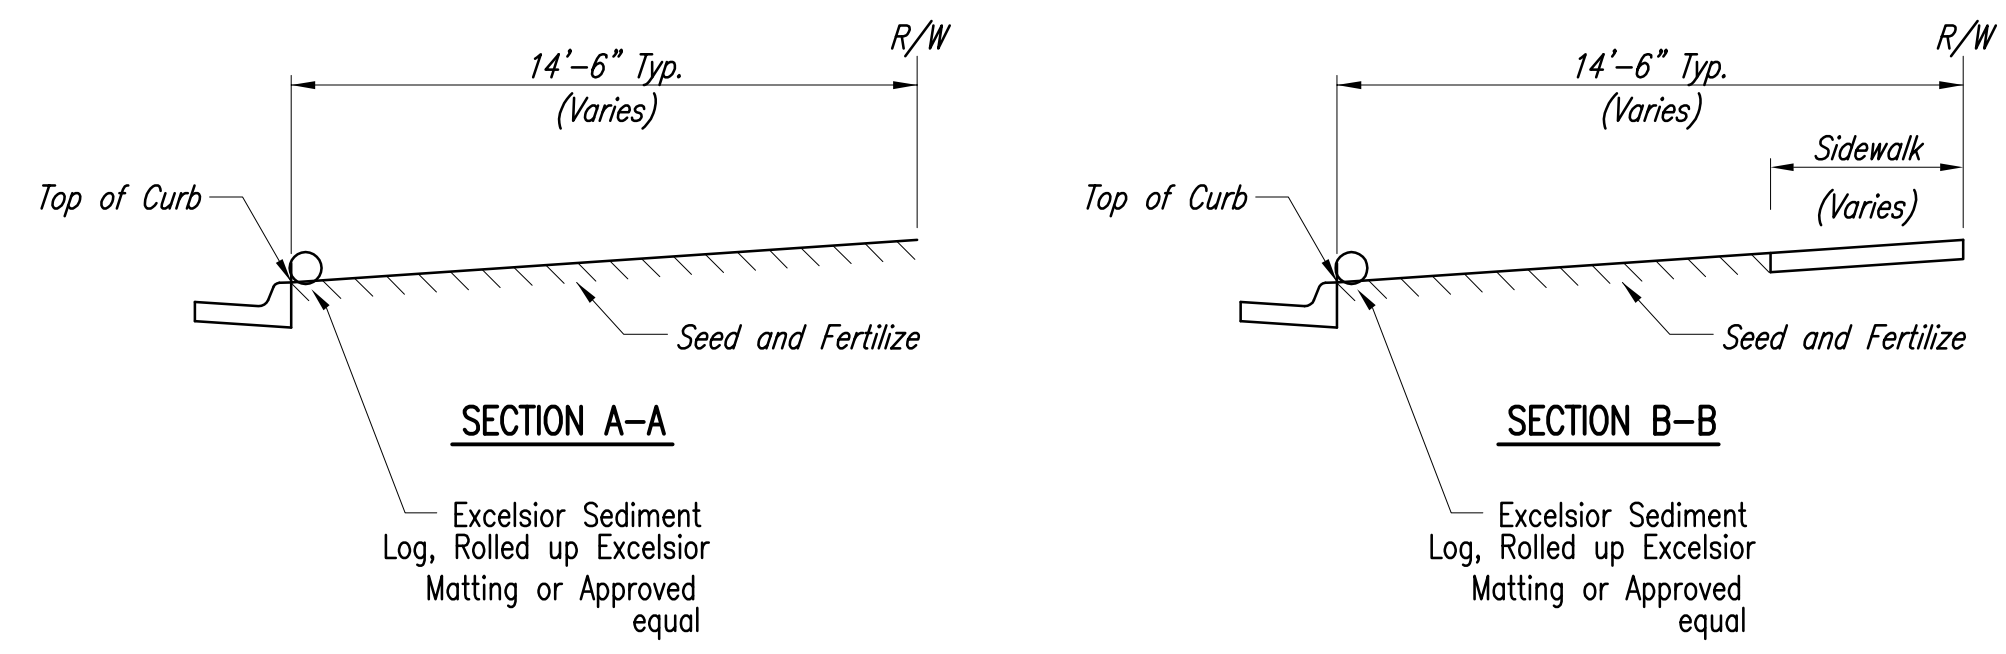 R/W
14'-6" Typ.
(Varies)
Top of Curb
Seed and Fertilize
SECTION A-A
Excelsior Sediment
Log, Rolled up Excelsior
Matting or Approved
equal
R/W
14'-6" Typ.
(Varies)
Sidewalk
(Varies)
Top of Curb
Seed and Fertilize
SECTION B-B
Excelsior Sediment
Log, Rolled up Excelsior
Matting or Approved
equal